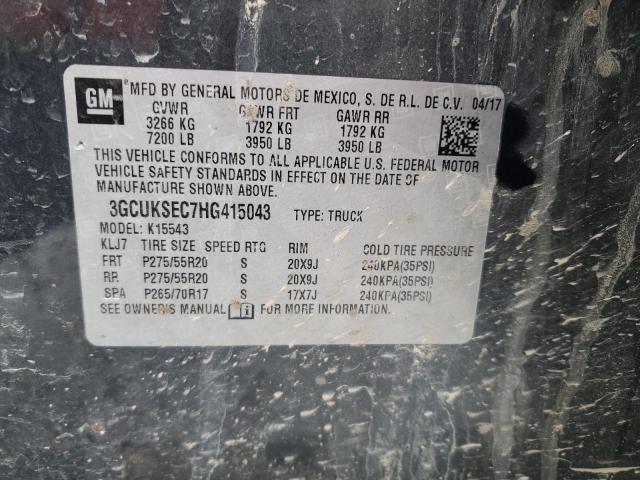 GM
*MFD BY GENERAL MOTORS DE MEXICO, S. DE R.L. DE C.V. 04/17
GVWR GAWR FRT GAWR RR
3266 KG 1792 KG 1792 KG
7200 LB 3950 LB 3950 LB
THIS VEHICLE CONFORMS TO ALL APPLICABLE U.S. FEDERAL MOTOR
VEHICLE SAFETY STANDARDS IN EFFECT ON THE DATE OF
MANUFACTURE SHOWN ABOVE.
3GCUKSEC7HG415043 TYPE: TRUCK
MODEL: K15543
KLJ7 TIRE SIZE SPEED RTG RIM COLD TIRE PRESSURE
FRT P275/55R20 S 20X9J 240KPA(35PSI)
RR P275/55R20 S 20X9J 240KPA(35PSI)
SPA P265/70R17 S 17X7J 240KPA(35PSI)
SEE OWNER'S MANUAL FOR MORE INFORMATION.